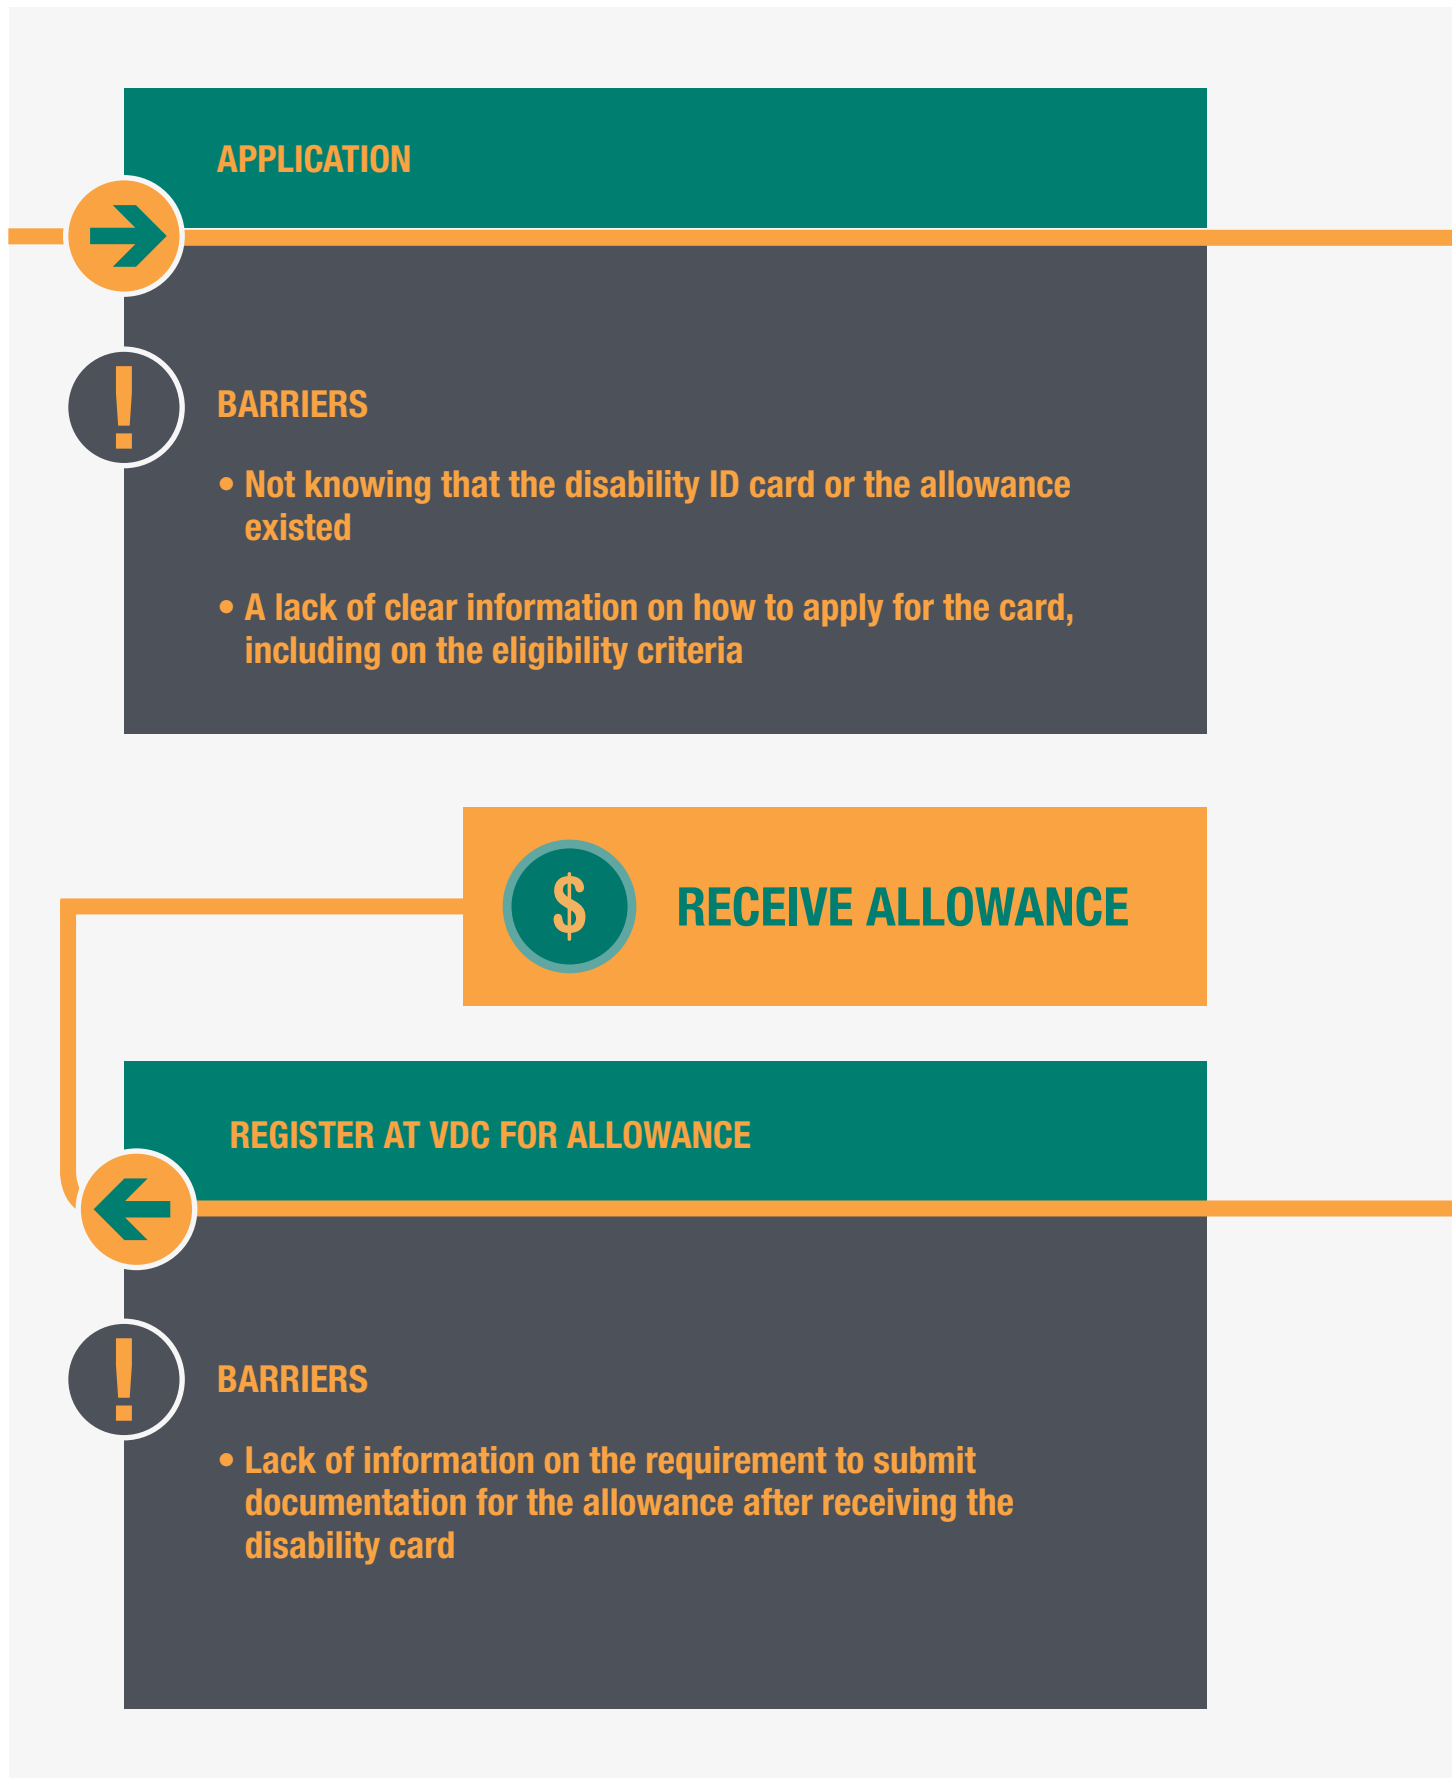 APPLICATION
!
BARRIERS
• Not knowing that the disability ID card or the allowance
existed
• A lack of clear information on how to apply for the card,
including on the eligibility criteria
$
RECEIVE ALLOWANCE
REGISTER AT VDC FOR ALLOWANCE
!
BARRIERS
• Lack of information on the requirement to submit
documentation for the allowance after receiving the
disability card